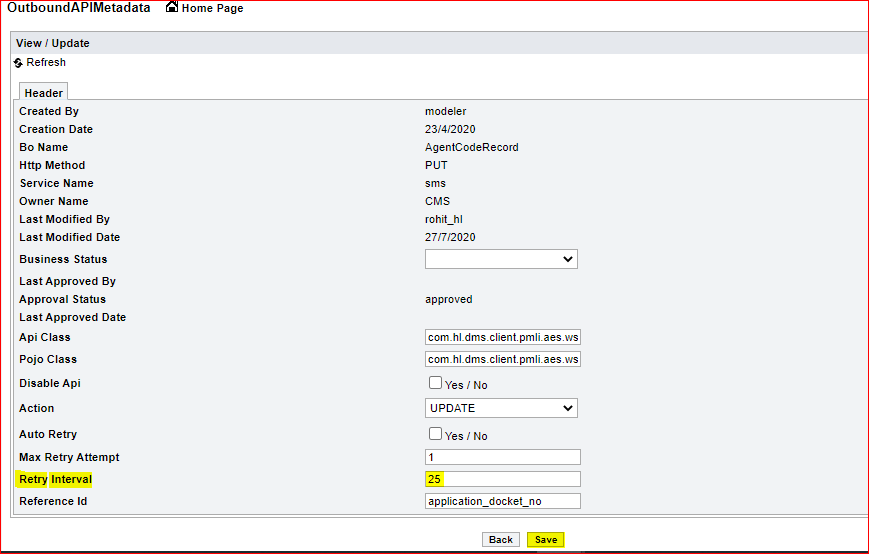 OutboundAPIMetadata Home Page
View / Update
Refresh
Header
Created By modeler
Creation Date 23/4/2020
Bo Name AgentCodeRecord
Http Method PUT
Service Name sms
Owner Name CMS
Last Modified By rohit_hl
Last Modified Date 27/7/2020
Business Status
Last Approved By
Approval Status approved
Last Approved Date
Api Class com.hl.dms.client.pmli.aes.ws
Pojo Class com.hl.dms.client.pmli.aes.ws
Disable Api Yes / No
Action UPDATE
Auto Retry Yes / No
Max Retry Attempt 1
Retry Interval 25
Reference Id application_docket_no
Back Save